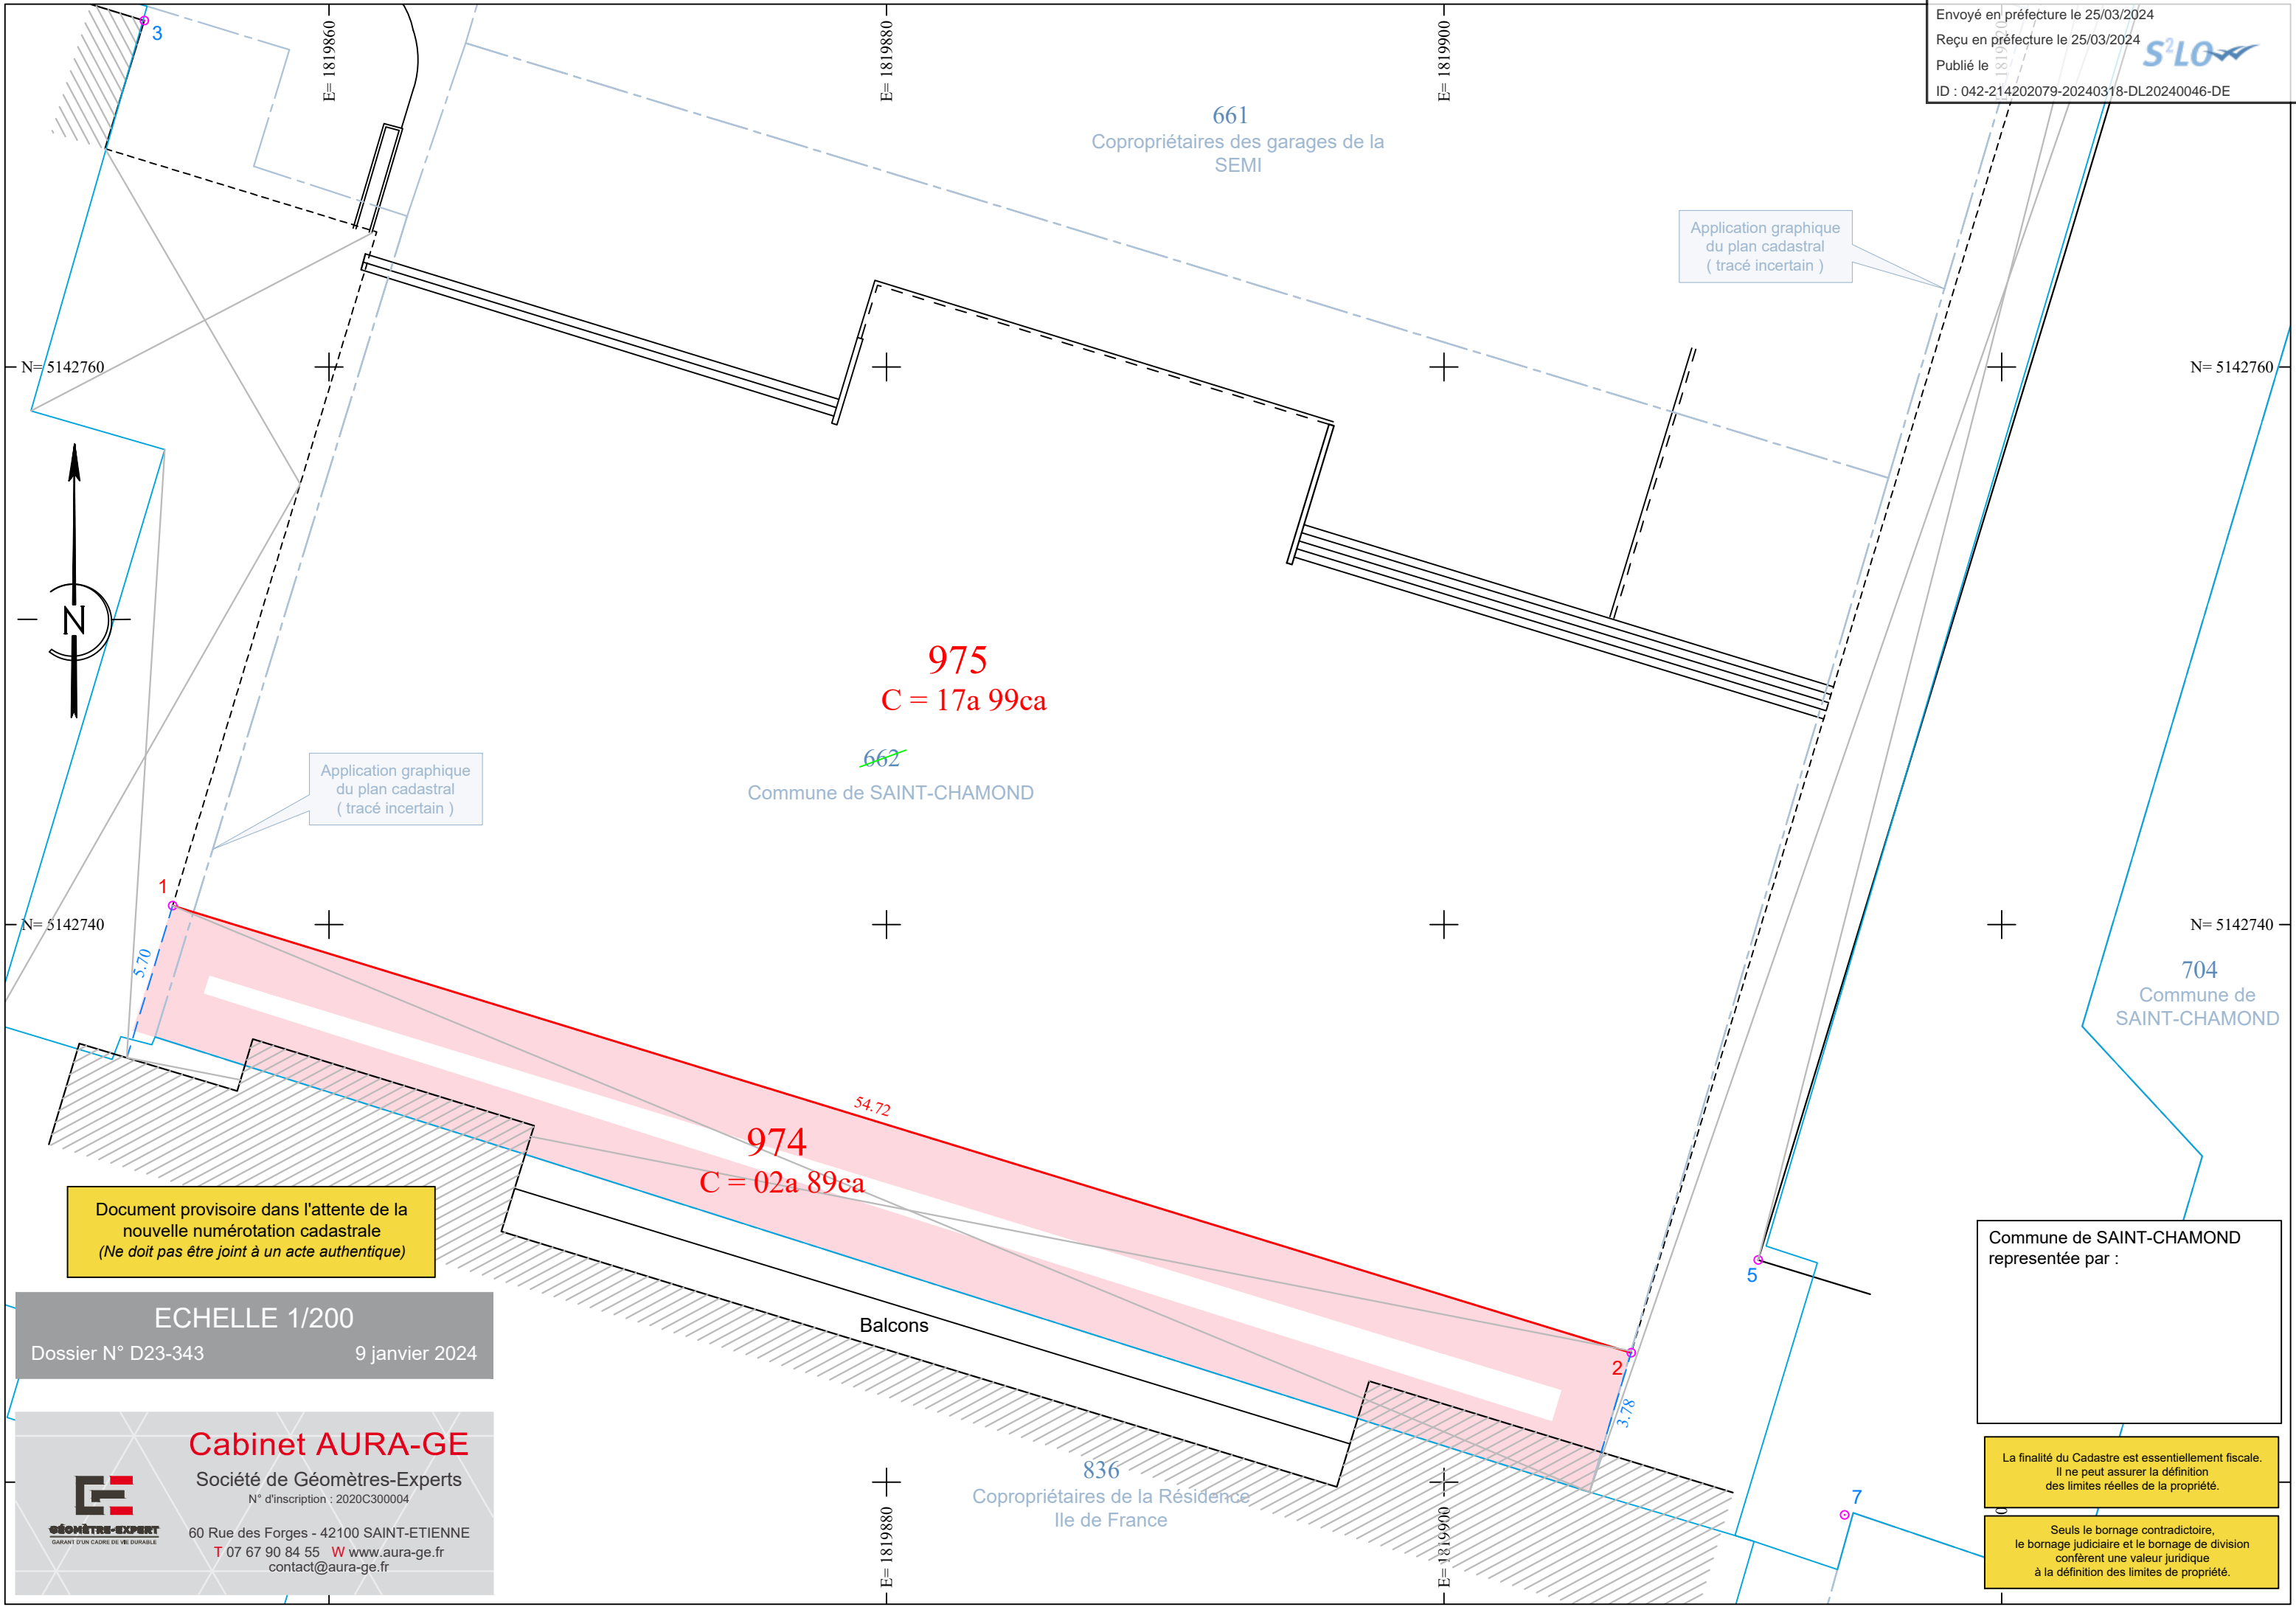 Envoyé en préfecture le 25/03/2024
Reçu en préfecture le 25/03/2024
Publié le
S²LO
ID : 042-214202079-20240318-DL20240046-DE
3
E= 1819860
E= 1819880
E= 1819900
661
Copropriétaires des garages de la
SEMI
Application graphique
du plan cadastral
( tracé incertain )
N= 5142760
N= 5142760
N
975
C = 17a 99ca
662
Commune de SAINT-CHAMOND
Application graphique
du plan cadastral
( tracé incertain )
1
N= 5142740
N= 5142740
5.70
704
Commune de
SAINT-CHAMOND
54.72
974
C = 02a 89ca
Document provisoire dans l'attente de la
nouvelle numérotation cadastrale
(Ne doit pas être joint à un acte authentique)
Commune de SAINT-CHAMOND
representée par :
5
ECHELLE 1/200
Dossier N° D23-343 9 janvier 2024
Balcons
2
3.78
Cabinet AURA-GE
Société de Géomètres-Experts
N° d'inscription : 2020C300004
60 Rue des Forges - 42100 SAINT-ETIENNE
T 07 67 90 84 55 W www.aura-ge.fr
contact@aura-ge.fr
GÉOMÈTRE-EXPERT
GARANT D'UN CADRE DE VIE DURABLE
836
Copropriétaires de la Résidence
Ile de France
E= 1819880
E= 1819900
7
La finalité du Cadastre est essentiellement fiscale.
Il ne peut assurer la définition
des limites réelles de la propriété.
Seuls le bornage contradictoire,
le bornage judiciaire et le bornage de division
confèrent une valeur juridique
à la définition des limites de propriété.